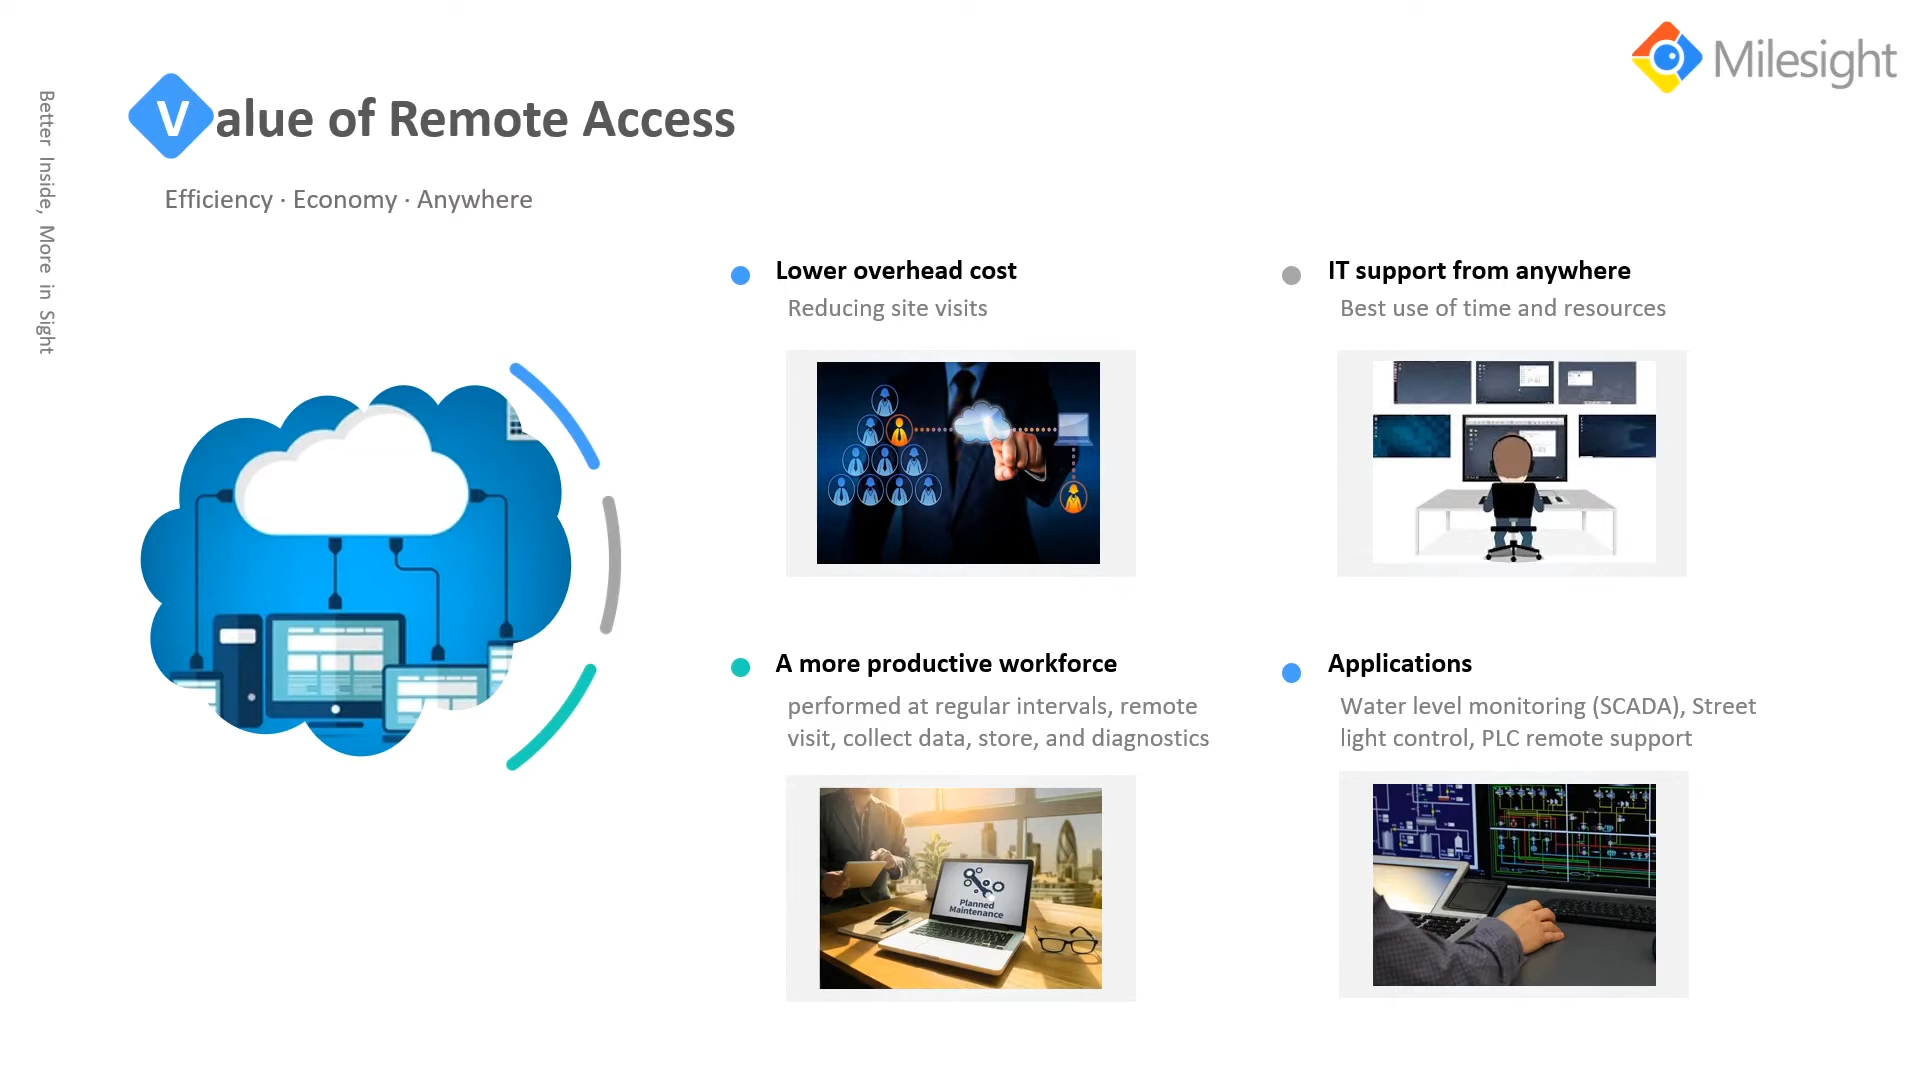 Milesight
Value of Remote Access
Efficiency · Economy · Anywhere
Better Inside, More in Sight
Lower overhead cost
Reducing site visits
IT support from anywhere
Best use of time and resources
A more productive workforce
performed at regular intervals, remote
visit, collect data, store, and diagnostics
Planned
Maintenance
Applications
Water level monitoring (SCADA), Street
light control, PLC remote support